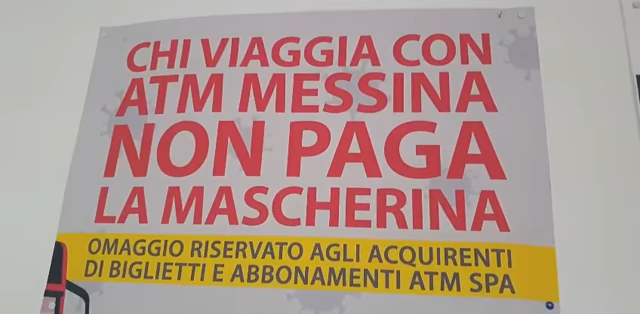 CHI VIAGGIA CON
ATM MESSINA
NON PAGA
LA MASCHERINA
OMAGGIO RISERVATO AGLI ACQUIRENTI
DI BIGLIETTI E ABBONAMENTI ATM SPA